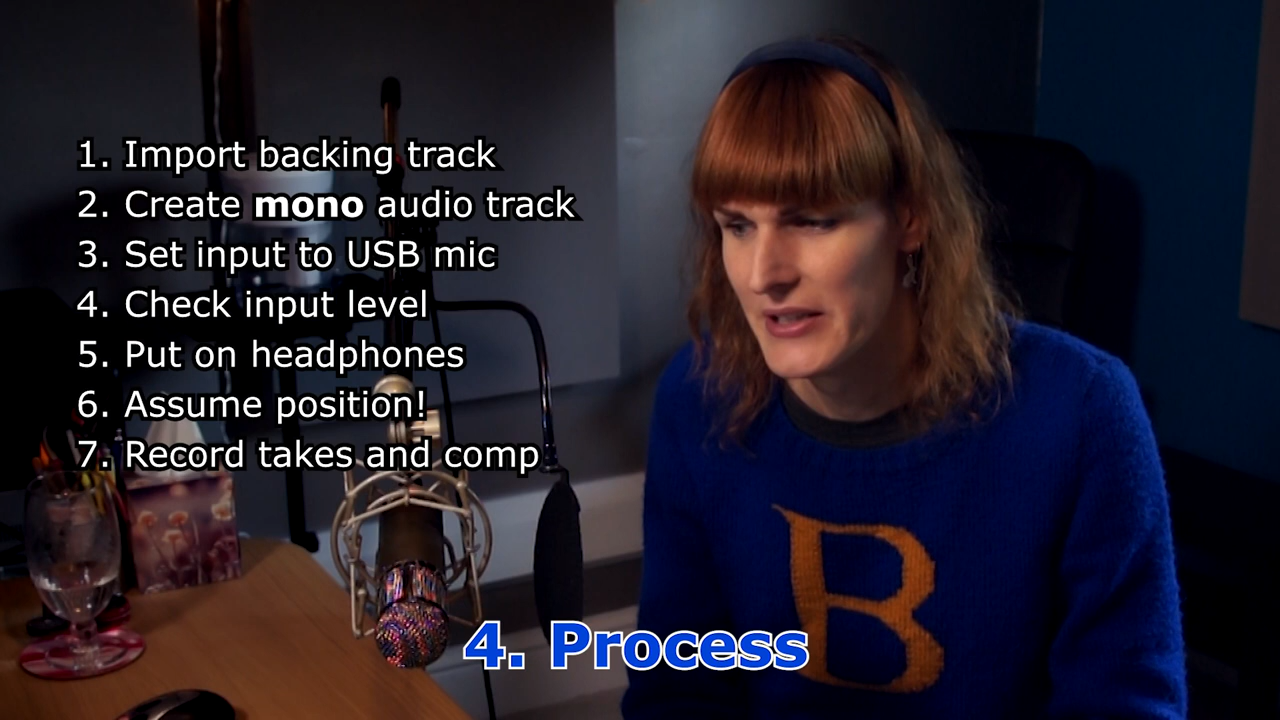 1. Import backing track
2. Create mono audio track
3. Set input to USB mic
4. Check input level
5. Put on headphones
6. Assume position!
7. Record takes and comp
B
4. Process